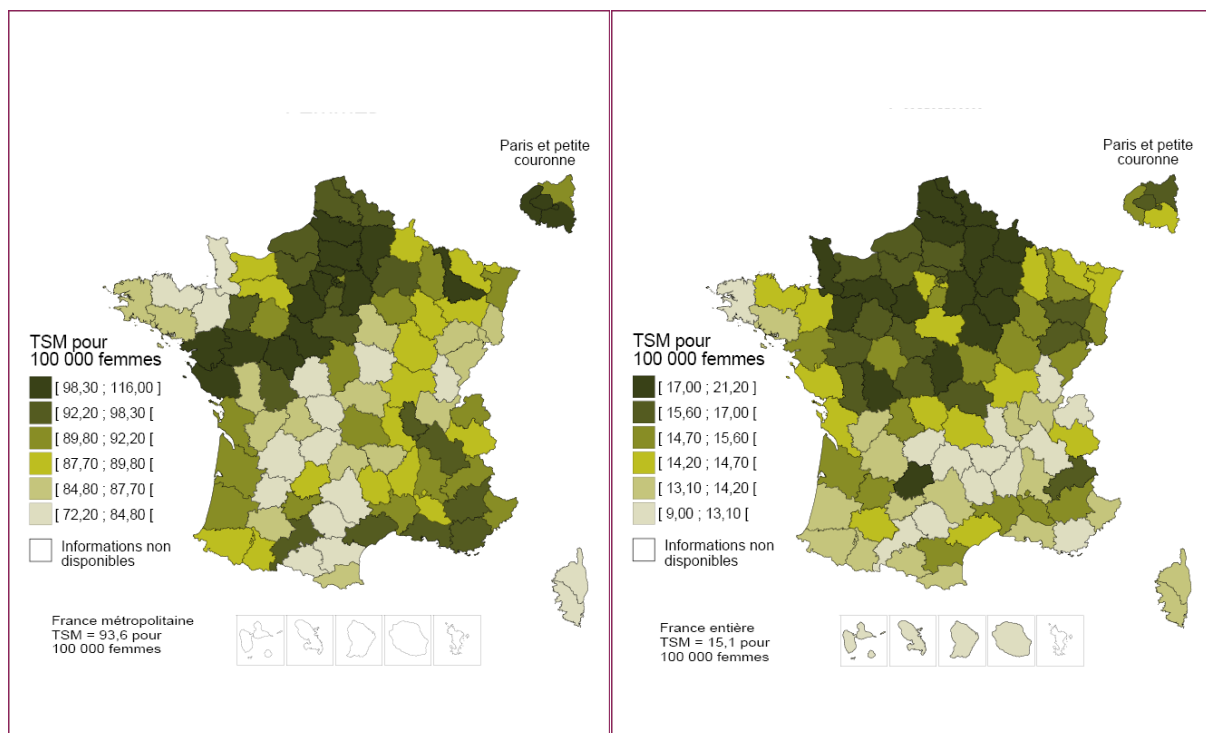 Paris et petite
couronne
TSM pour
100 000 femmes
[ 98,30 ; 116,00 ]
[ 92,20 ; 98,30 [
[ 89,80 ; 92,20 [
[ 87,70 ; 89,80 [
[ 84,80 ; 87,70 [
[ 72,20 ; 84,80 [
Informations non
disponibles
France métropolitaine
TSM = 93,6 pour
100 000 femmes
Paris et petite
couronne
TSM pour
100 000 femmes
[ 17,00 ; 21,20 ]
[ 15,60 ; 17,00 [
[ 14,70 ; 15,60 [
[ 14,20 ; 14,70 [
[ 13,10 ; 14,20 [
[ 9,00 ; 13,10 [
Informations non
disponibles
France entière
TSM = 15,1 pour
100 000 femmes